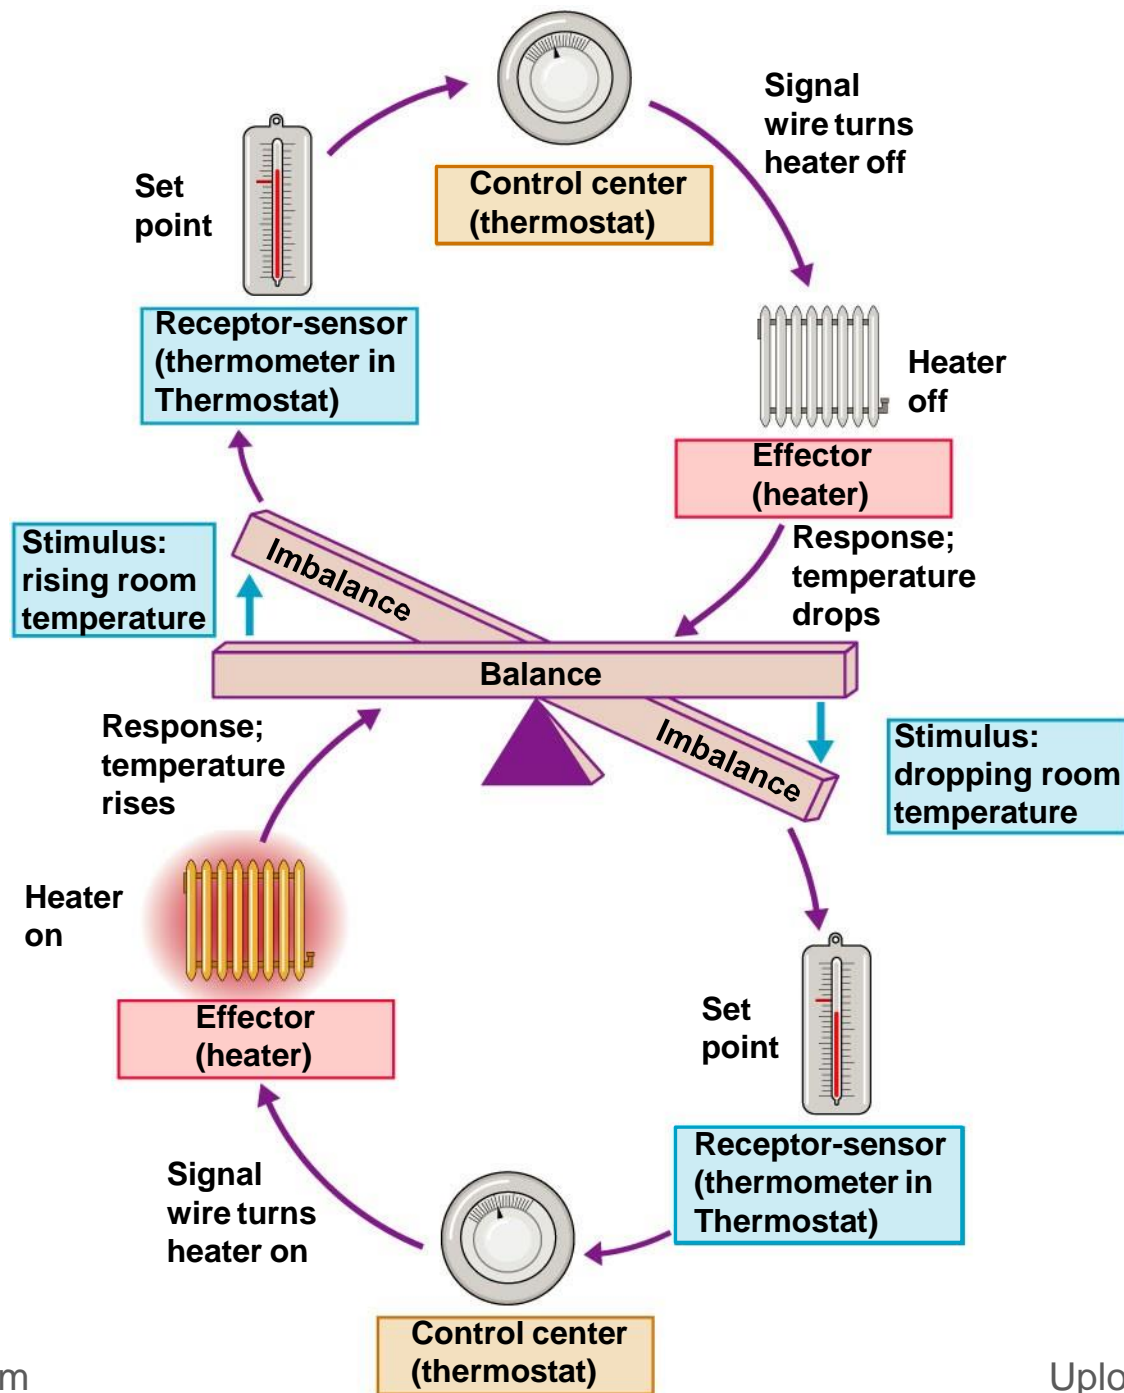 Signal
wire turns
heater off
Control center
(thermostat)
Set
point
Receptor-sensor
(thermometer in
Thermostat)
Heater
off
Effector
(heater)
Response;
temperature
drops
Stimulus:
rising room
temperature
Imbalance
Balance
Imbalance
Stimulus:
dropping room
temperature
Response;
temperature
rises
Heater
on
Effector
(heater)
Set
point
Receptor-sensor
(thermometer in
Thermostat)
Signal
wire turns
heater on
Control center
(thermostat)
m
Uplo